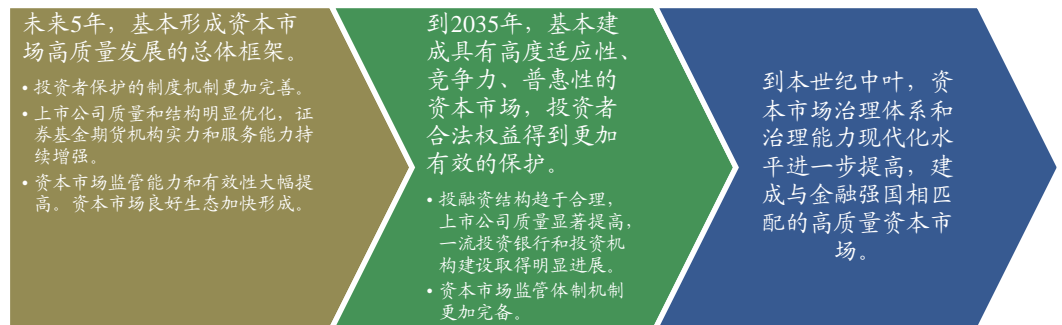 未来5年，基本形成资本市
场高质量发展的总体框架。
• 投资者保护的制度机制更加完善。
• 上市公司质量和结构明显优化，证
券基金期货机构实力和服务能力持
续增强。
• 资本市场监管能力和有效性大幅提
高。资本市场良好生态加快形成。
到2035年，基本建
成具有高度适应性、
竞争力、普惠性的
资本市场，投资者
合法权益得到更加
有效的保护。
• 投融资结构趋于合理，
上市公司质量显著提高，
一流投资银行和投资机
构建设取得明显进展。
• 资本市场监管体制机制
更加完备。
到本世纪中叶，资
本市场治理体系和
治理能力现代化水
平进一步提高，建
成与金融强国相匹
配的高质量资本市
场。